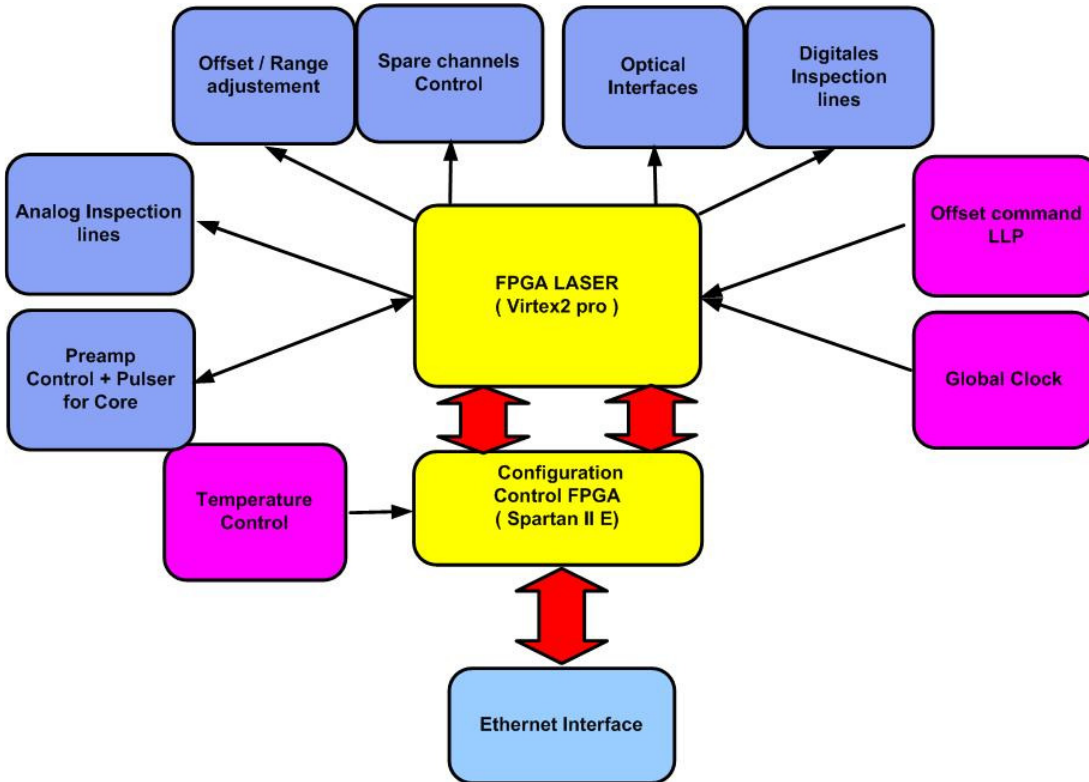 Offset / Range
adjustement
Spare channels
Control
Optical
Interfaces
Digitales
Inspection
lines
Analog Inspection
lines
Offset command
LLP
FPGA LASER
( Virtex2 pro )
Preamp
Control + Pulser
for Core
Global Clock
Temperature
Control
Configuration
Control FPGA
( Spartan II E)
Ethernet Interface